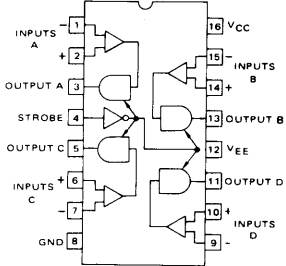 - 1 INPUTS A
+ 2
OUTPUT A 3
STROBE 4
OUTPUT C 5
+ 6 INPUTS C
- 7
GND 8
16 VCC
15 - INPUTS B
14 +
13 OUTPUT B
12 VEE
11 OUTPUT D
10 + INPUTS D
9 -